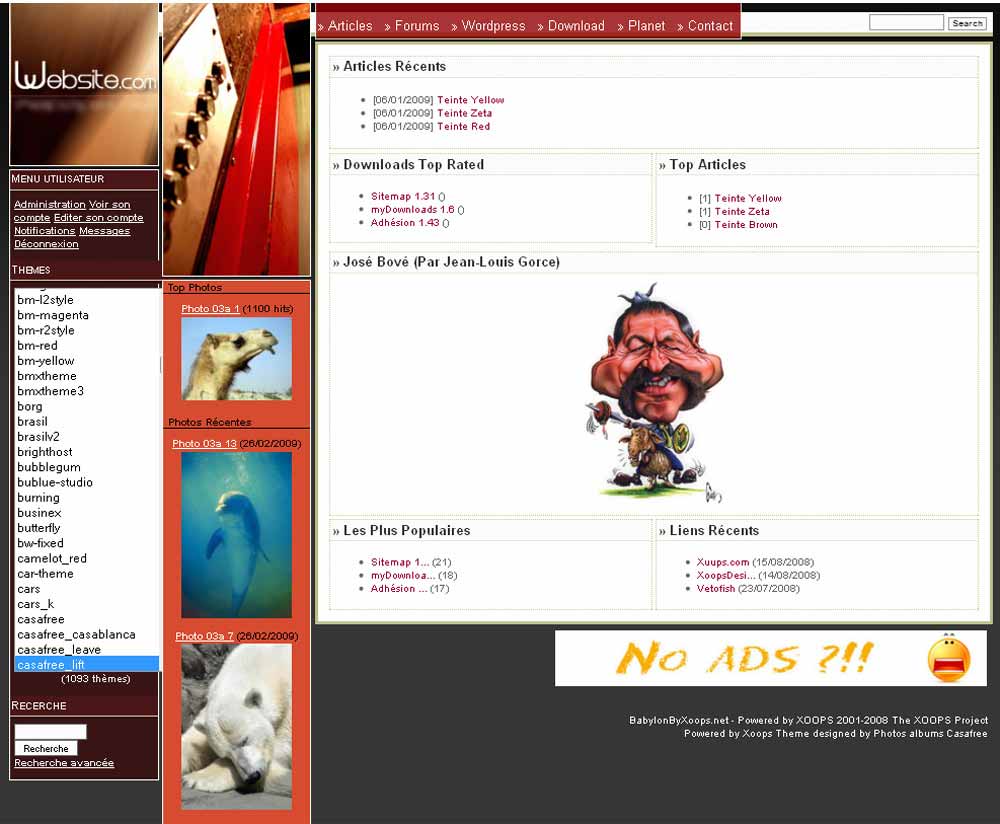 Website.com
MENU UTILISATEUR
Administration Voir son
compte Editer son compte
Notifications Messages
Déconnexion
THEMES
bm-l2style
bm-magenta
bm-r2style
bm-red
bm-yellow
bmxtheme
bmxtheme3
borg
brasil
brasilv2
brighthost
bubblegum
bublue-studio
burning
businex
butterfly
bw-fixed
camelot_red
car-theme
cars
cars_k
casafree
casafree_casablanca
casafree_leave
casafree_lift
(1093 thèmes)
RECERCHE
Recherche
Recherche avancée
Top Photos
Photo 03a 1 (1100 hits)
Photos Récentes
Photo 03a 13 (26/02/2009)
Photo 03a 7 (26/02/2009)
» Articles » Forums » Wordpress » Download » Planet » Contact
Search
» Articles Récents
[06/01/2009] Teinte Yellow
[06/01/2009] Teinte Zeta
[06/01/2009] Teinte Red
» Downloads Top Rated
Sitemap 1.31 ()
myDownloads 1.6 ()
Adhésion 1.43 ()
» Top Articles
[1] Teinte Yellow
[1] Teinte Zeta
[0] Teinte Brown
» José Bové (Par Jean-Louis Gorce)
» Les Plus Populaires
Sitemap 1... (21)
myDownloa... (18)
Adhésion ... (17)
» Liens Récents
Xuups.com (15/08/2008)
XoopsDesi... (14/08/2008)
Vetofish (23/07/2008)
NO ADS ?!!
BabylonByXoops.net - Powered by XOOPS 2001-2008 The XOOPS Project
Powered by Xoops Theme designed by Photos albums Casafree